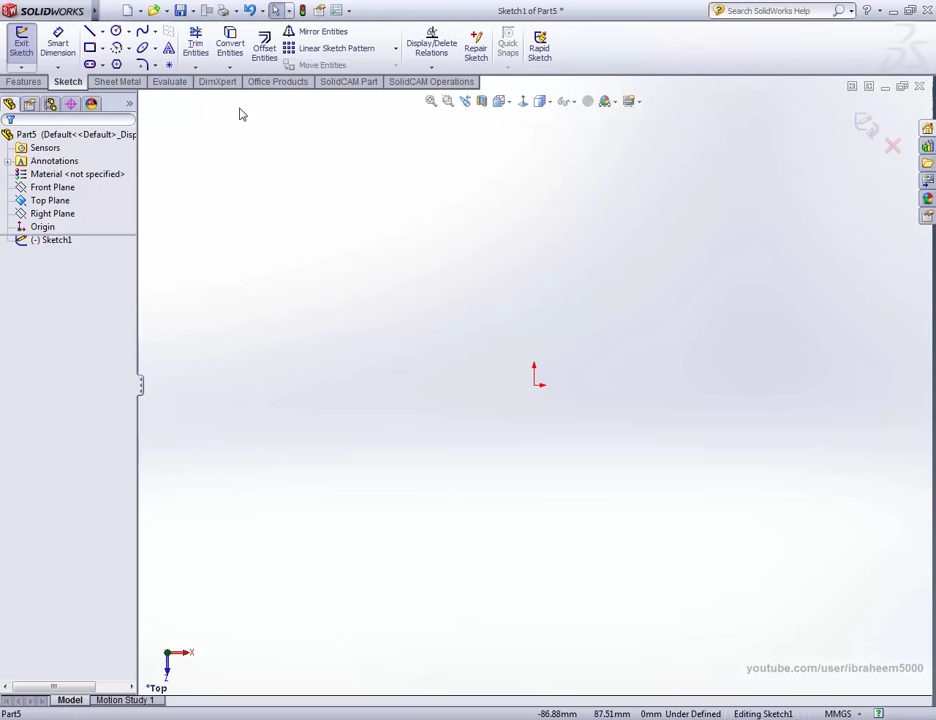 SOLIDWORKS
Sketch1 of Part5 *
Search SolidWorks
Exit Sketch
Smart Dimension
Trim Entities
Convert Entities
Offset Entities
Mirror Entities
Linear Sketch Pattern
Move Entities
Display/Delete Relations
Repair Sketch
Quick Snaps
Rapid Sketch
Features Sketch Sheet Metal Evaluate DimXpert Office Products SolidCAM Part SolidCAM Operations
Part5 (Default<<Default>_Disp
Sensors
Annotations
Material <not specified>
Front Plane
Top Plane
Right Plane
Origin
(-) Sketch1
X
Z
*Top
youtube.com/user/ibraheem5000
Model Motion Study 1
Part5 -86.88mm 87.51mm 0mm Under Defined Editing Sketch1 MMGS